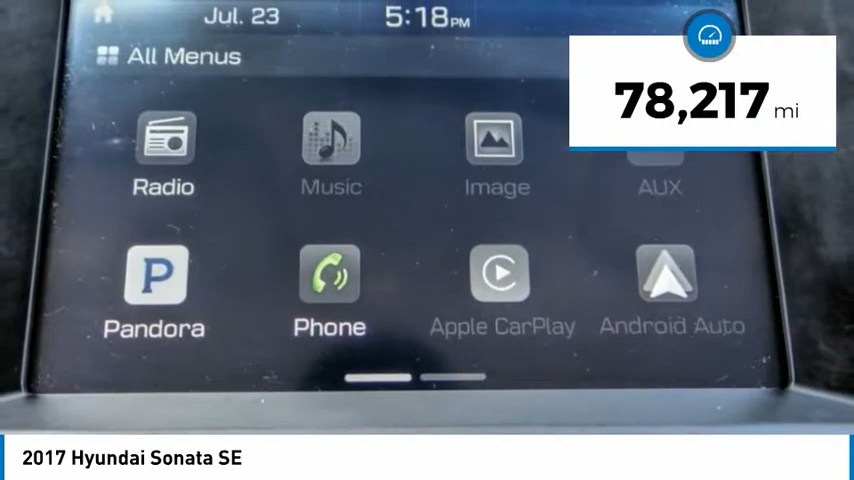 Jul. 23
5:18PM
All Menus
78,217 mi
Radio
Music
Image
AUX
P
Pandora
Phone
Apple CarPlay
Android Auto
2017 Hyundai Sonata SE